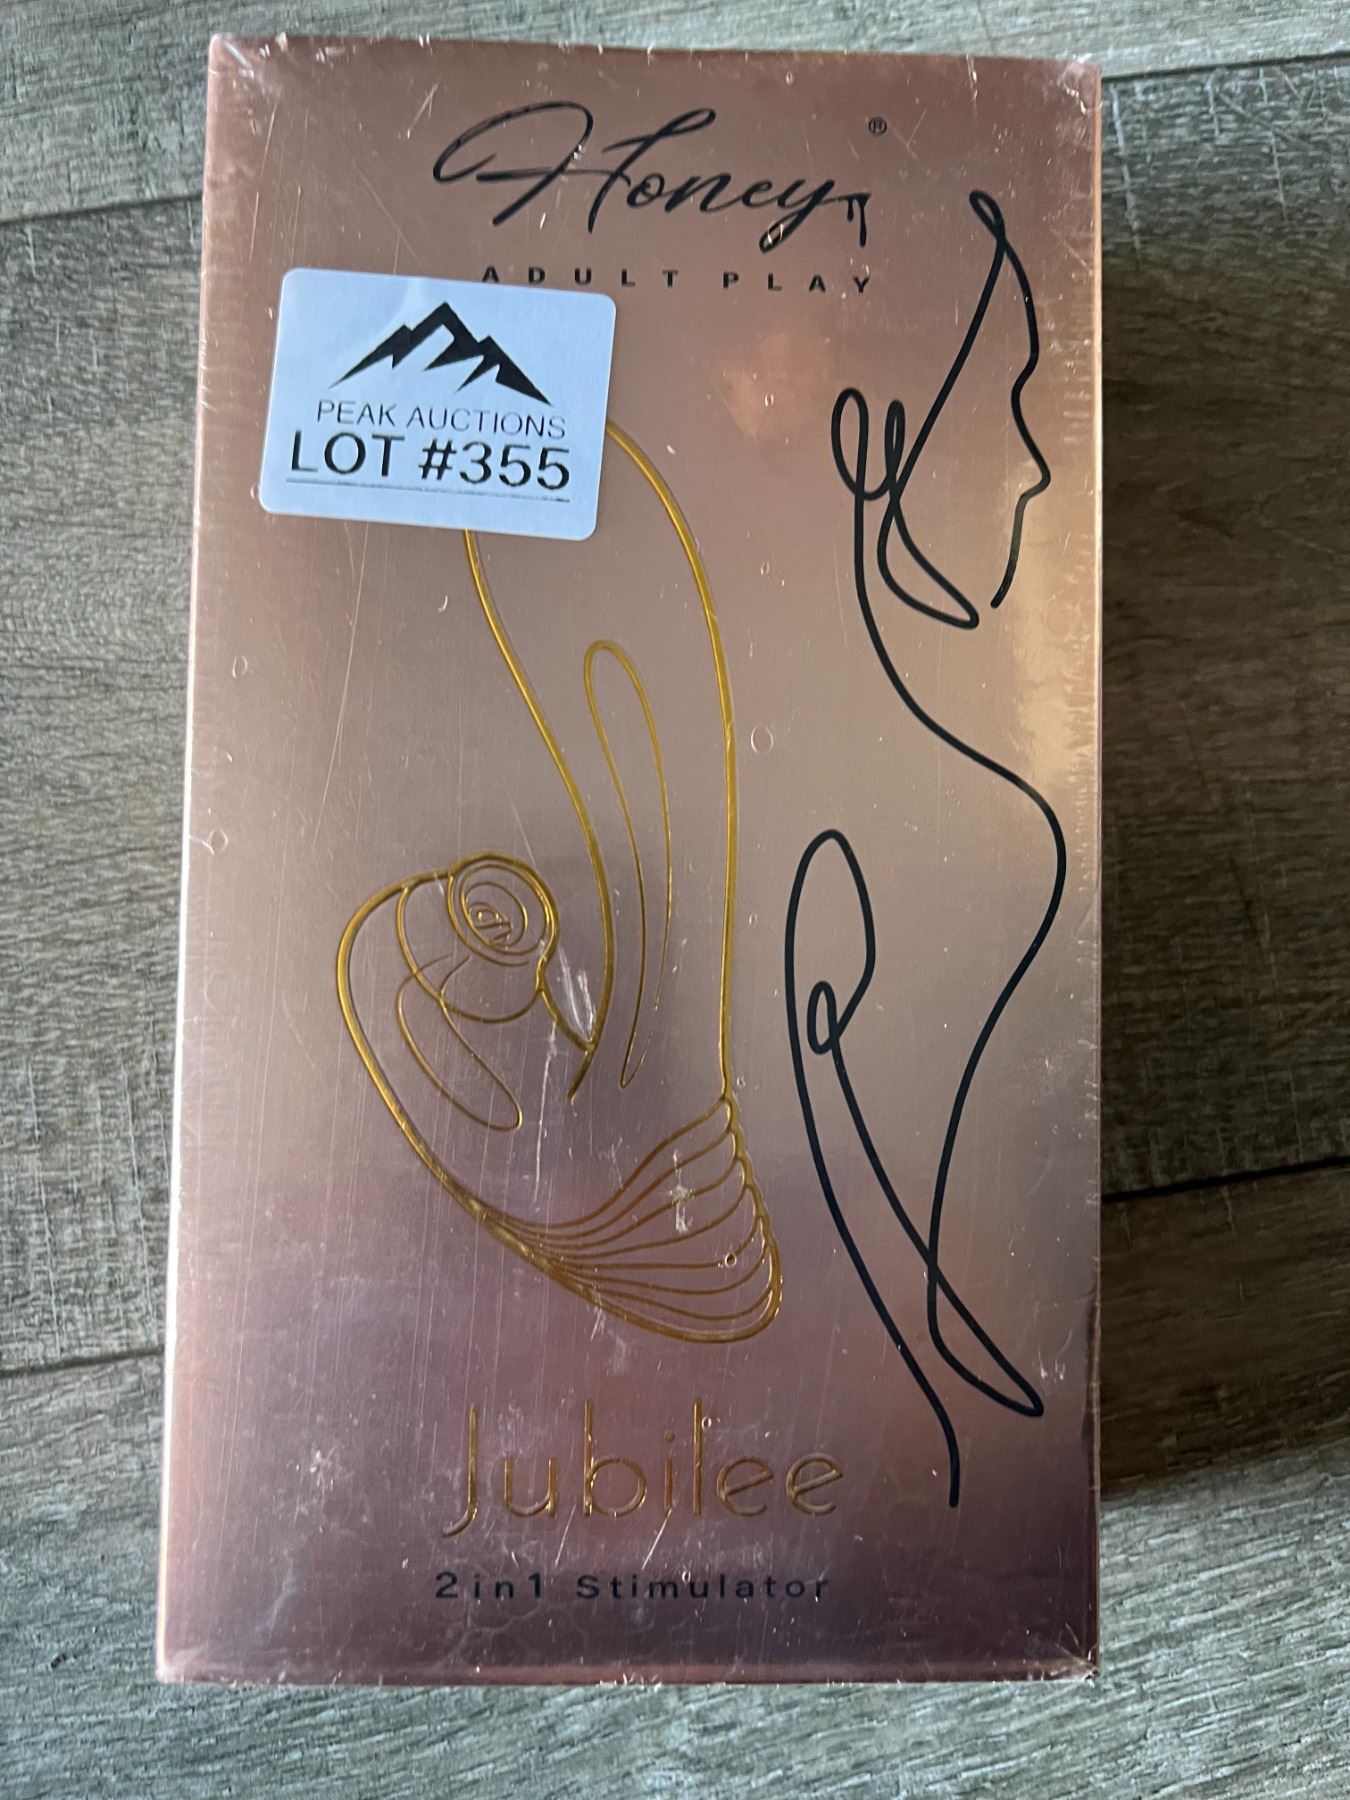 Honey ®
ADULT PLAY
PEAK AUCTIONS
LOT #355
Jubilee
2in1 Stimulator